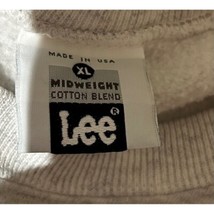 MADE IN USA
XL
MIDWEIGHT
COTTON BLEND
Lee
®